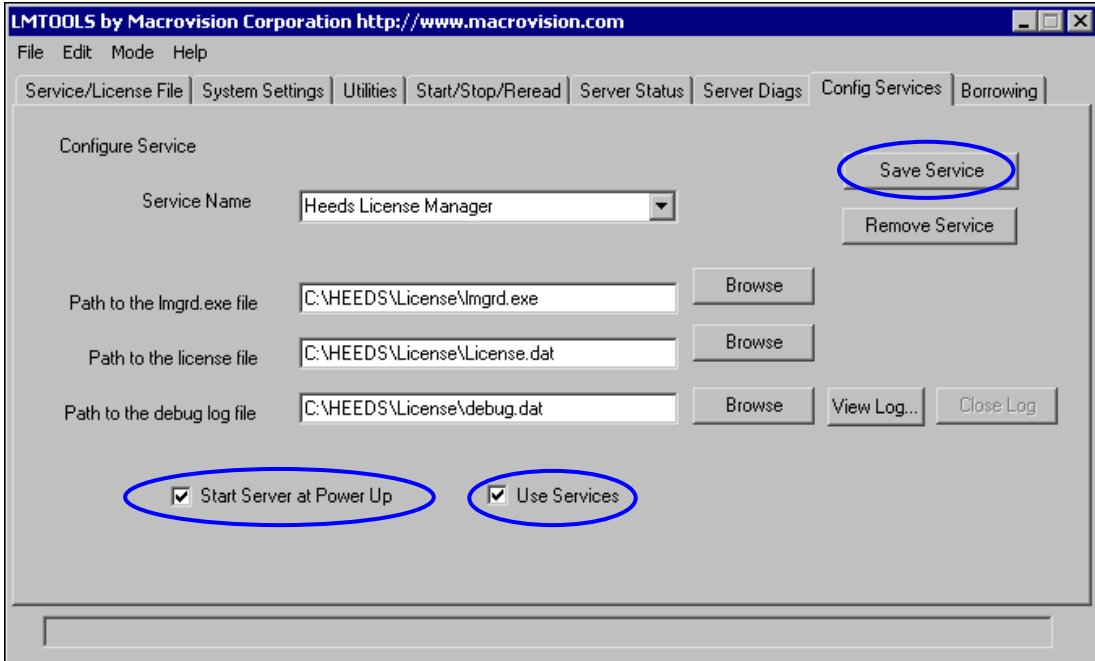 LMTOOLS by Macrovision Corporation http://www.macrovision.com
File Edit Mode Help
Service/License File System Settings Utilities Start/Stop/Reread Server Status Server Diags Config Services Borrowing
Configure Service
Save Service
Service Name Heeds License Manager
Remove Service
Path to the lmgrd.exe file C:\HEEDS\License\lmgrd.exe Browse
Path to the license file C:\HEEDS\License\License.dat Browse
Path to the debug log file C:\HEEDS\License\debug.dat Browse View Log... Close Log
Start Server at Power Up Use Services